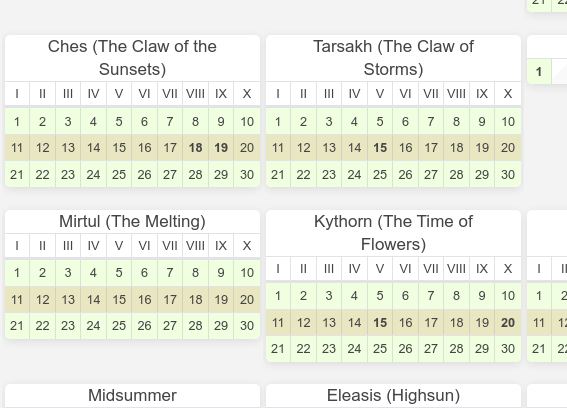 21 22
Ches (The Claw of the
Sunsets)
I II III IV V VI VII VIII IX X
1 2 3 4 5 6 7 8 9 10
11 12 13 14 15 16 17 18 19 20
21 22 23 24 25 26 27 28 29 30
Tarsakh (The Claw of
Storms)
I II III IV V VI VII VIII IX X
1 2 3 4 5 6 7 8 9 10
11 12 13 14 15 16 17 18 19 20
21 22 23 24 25 26 27 28 29 30
1
Mirtul (The Melting)
I II III IV V VI VII VIII IX X
1 2 3 4 5 6 7 8 9 10
11 12 13 14 15 16 17 18 19 20
21 22 23 24 25 26 27 28 29 30
Kythorn (The Time of
Flowers)
I II III IV V VI VII VIII IX X
1 2 3 4 5 6 7 8 9 10
11 12 13 14 15 16 17 18 19 20
21 22 23 24 25 26 27 28 29 30
I II
1 2
11 12
21 22
Midsummer
Eleasis (Highsun)